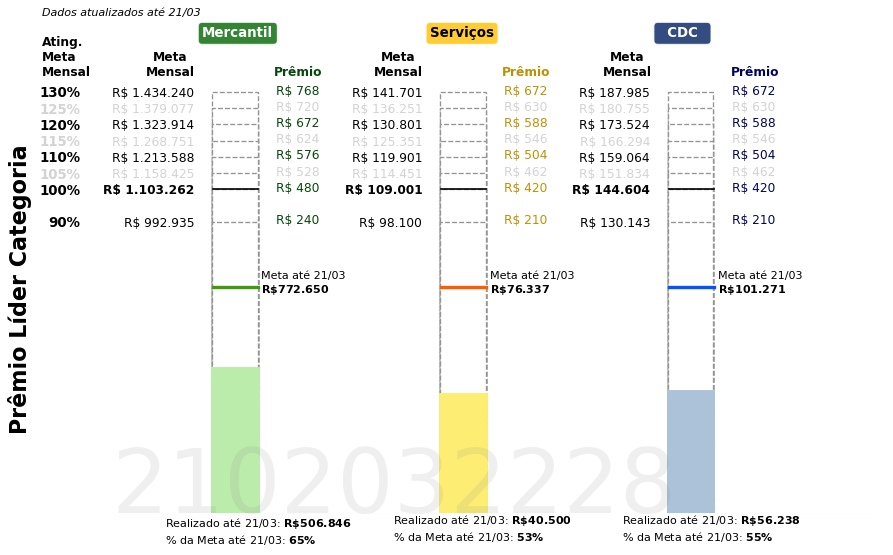 Dados atualizados até 21/03
Mercantil Serviços CDC
Ating. Meta Mensal
Meta Mensal Prêmio Meta Mensal Prêmio Meta Mensal Prêmio
130% R$ 1.434.240 R$ 768 R$ 141.701 R$ 672 R$ 187.985 R$ 672
125% R$ 1.379.077 R$ 720 R$ 136.251 R$ 630 R$ 180.755 R$ 630
120% R$ 1.323.914 R$ 672 R$ 130.801 R$ 588 R$ 173.524 R$ 588
115% R$ 1.268.751 R$ 624 R$ 125.351 R$ 546 R$ 166.294 R$ 546
110% R$ 1.213.588 R$ 576 R$ 119.901 R$ 504 R$ 159.064 R$ 504
105% R$ 1.158.425 R$ 528 R$ 114.451 R$ 462 R$ 151.834 R$ 462
100% R$ 1.103.262 R$ 480 R$ 109.001 R$ 420 R$ 144.604 R$ 420
90% R$ 992.935 R$ 240 R$ 98.100 R$ 210 R$ 130.143 R$ 210
Meta até 21/03 Meta até 21/03 Meta até 21/03
R$772.650 R$76.337 R$101.271
Prêmio Líder Categoria
2102032228
Realizado até 21/03: R$506.846 Realizado até 21/03: R$40.500 Realizado até 21/03: R$56.238
% da Meta até 21/03: 65% % da Meta até 21/03: 53% % da Meta até 21/03: 55%